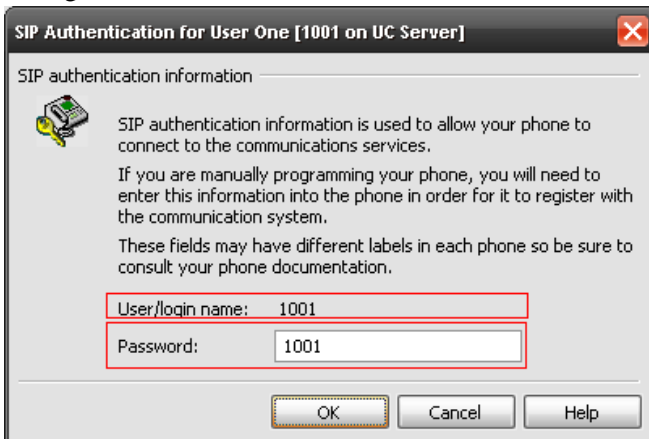 SIP Authentication for User One [1001 on UC Server]
SIP authentication information
SIP authentication information is used to allow your phone to
connect to the communications services.
If you are manually programming your phone, you will need to
enter this information into the phone in order for it to register with
the communication system.
These fields may have different labels in each phone so be sure to
consult your phone documentation.
User/login name: 1001
Password: 1001
OK Cancel Help